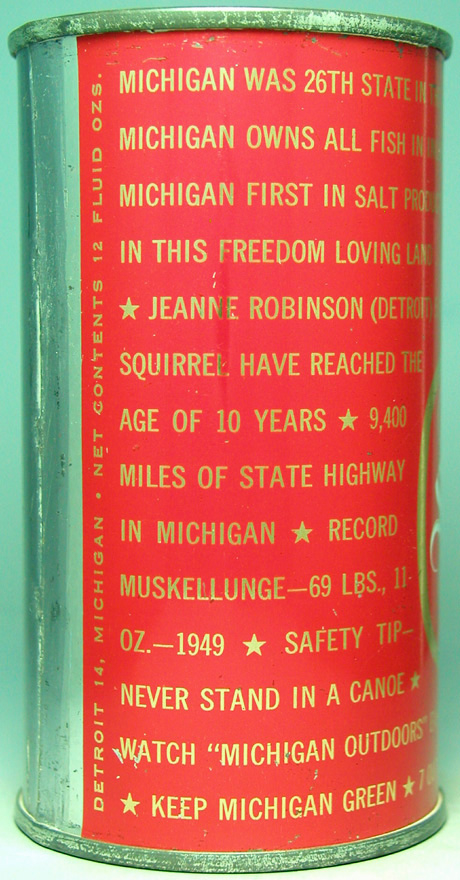 MICHIGAN WAS 26TH STATE IN
MICHIGAN OWNS ALL FISH IN
MICHIGAN FIRST IN SALT
IN THIS FREEDOM LOVING LAND
★ JEANNE ROBINSON (DETROIT)
SQUIRREL HAVE REACHED THE
AGE OF 10 YEARS ★ 9,400
MILES OF STATE HIGHWAY
IN MICHIGAN ★ RECORD
MUSKELLUNGE—69 LBS., 11
OZ.—1949 ★ SAFETY TIP—
NEVER STAND IN A CANOE ★
WATCH "MICHIGAN OUTDOORS"
★ KEEP MICHIGAN GREEN ★ 7
DETROIT 14, MICHIGAN • NET CONTENTS 12 FLUID OZS.